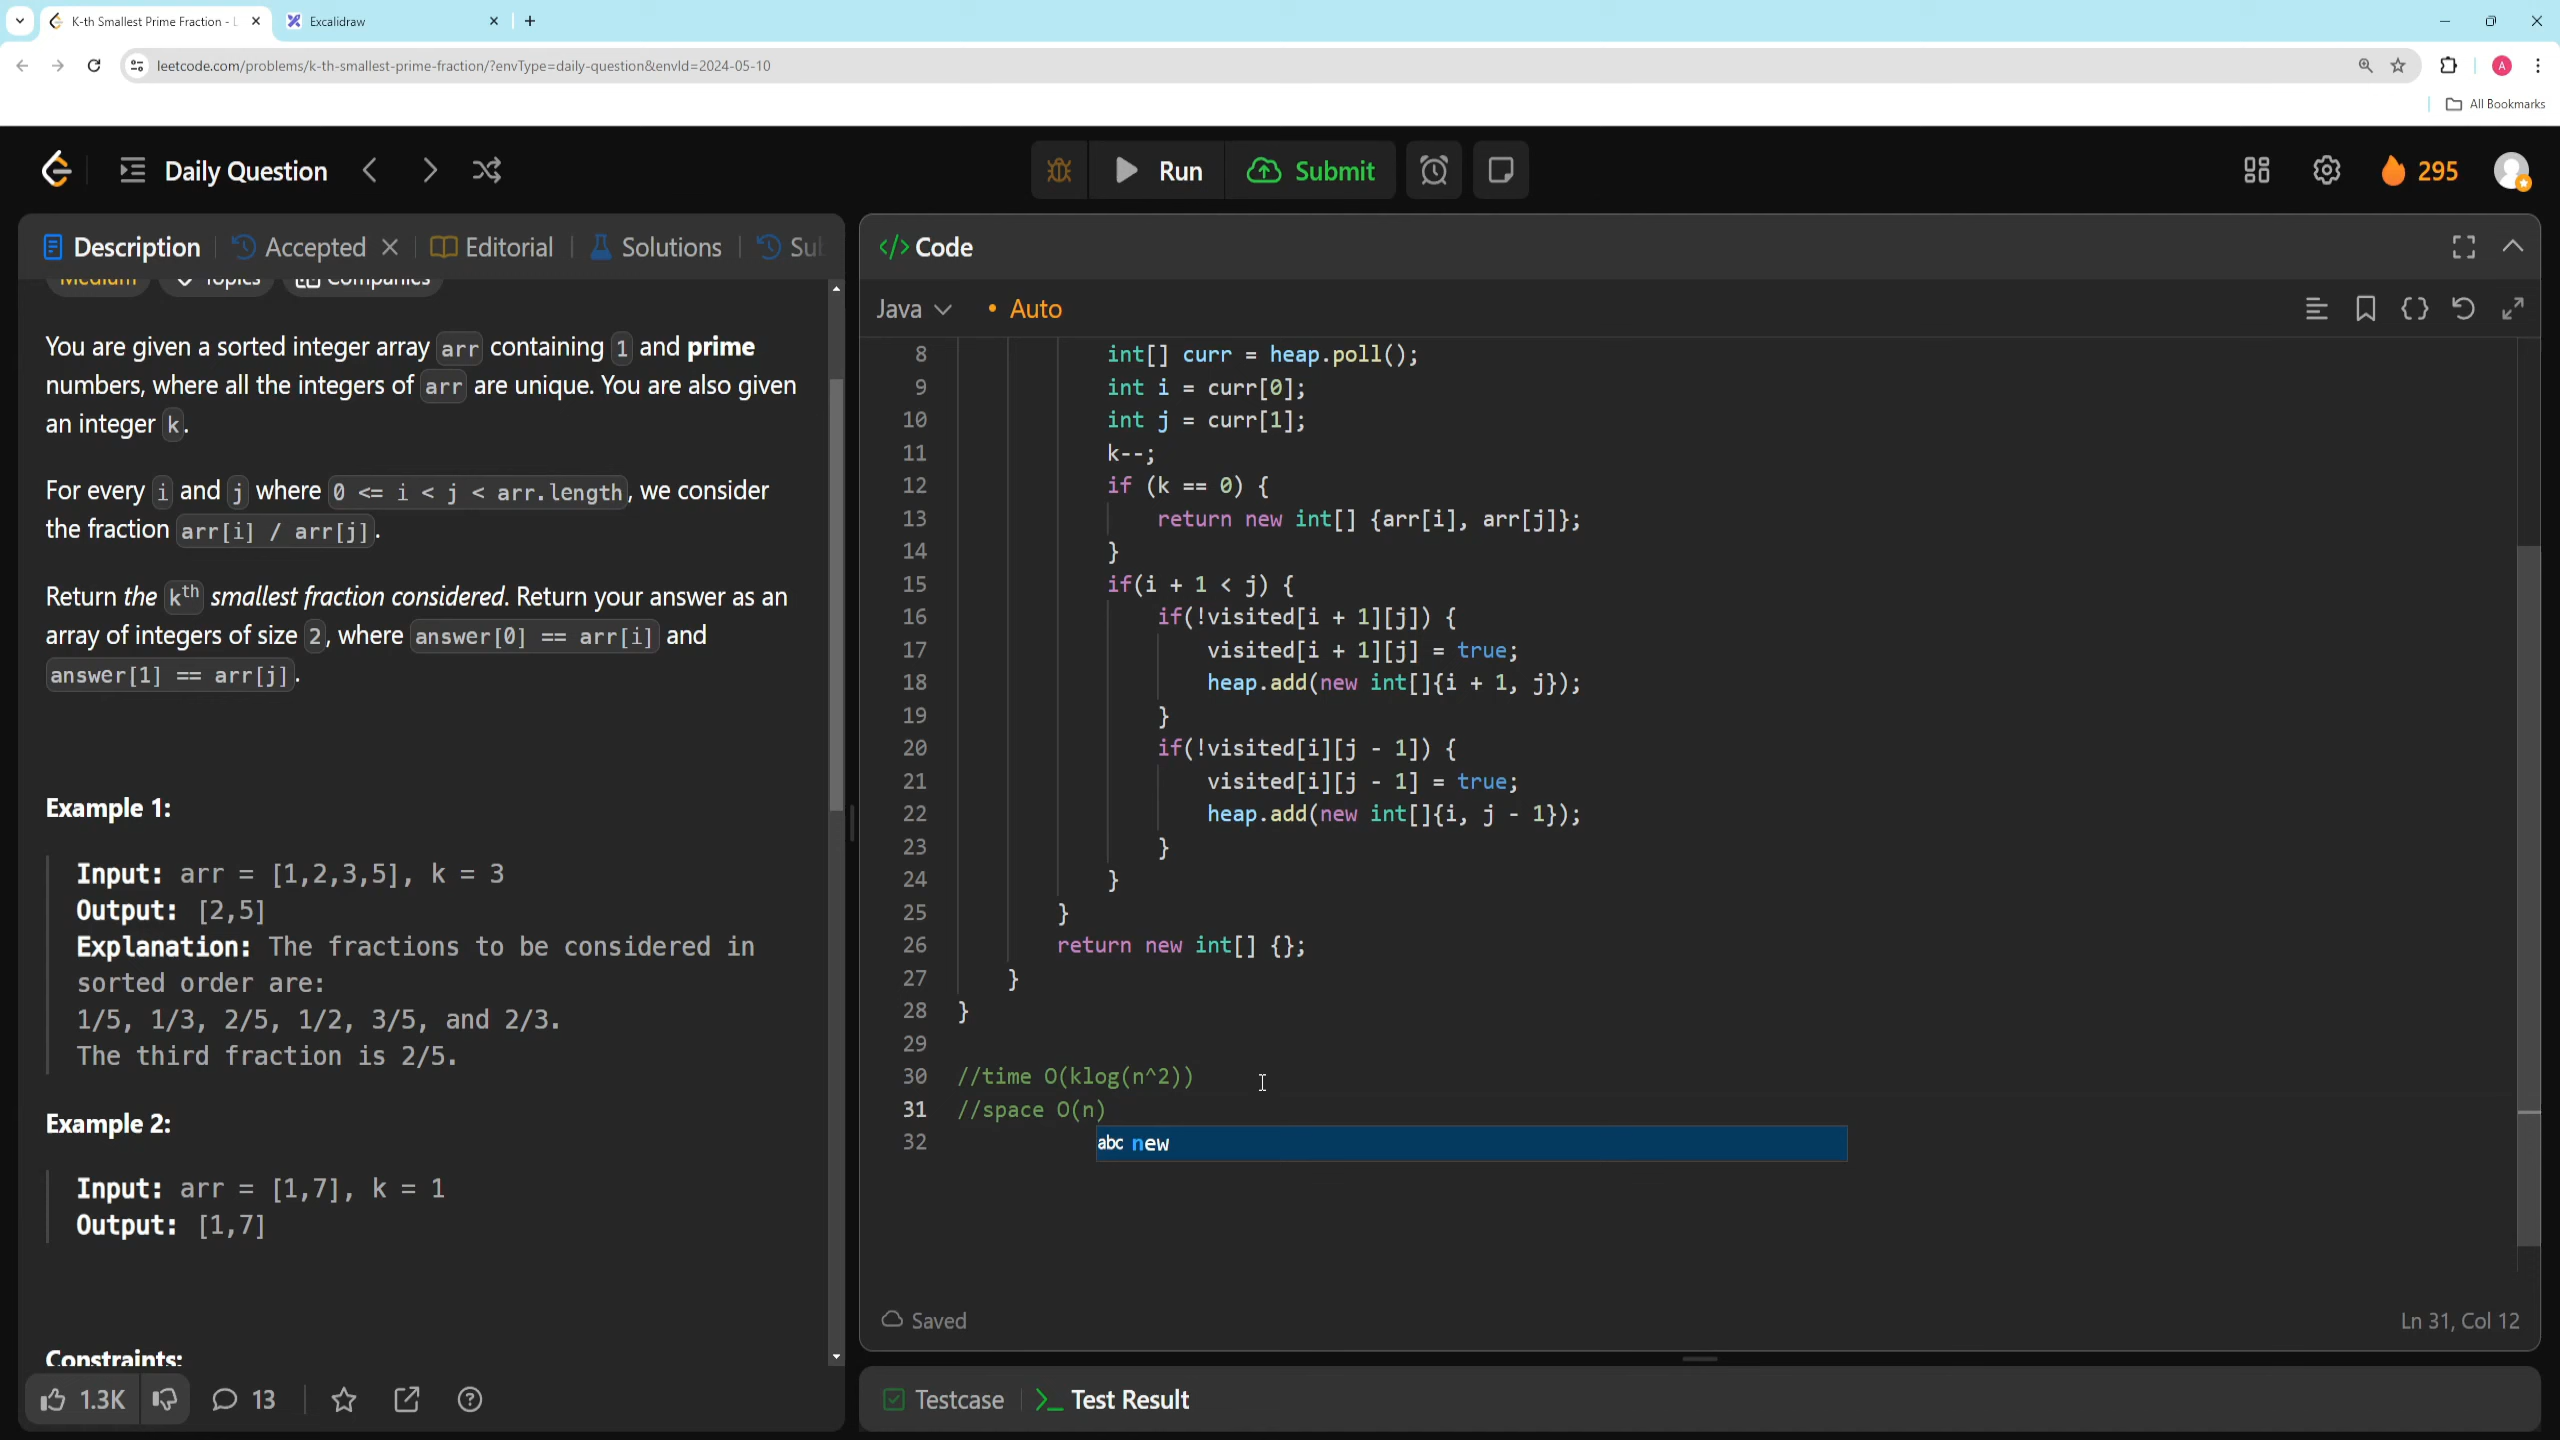 K-th Smallest Prime Fraction - L
Excalidraw
leetcode.com/problems/k-th-smallest-prime-fraction/?envType=daily-question&envId=2024-05-10
A
All Bookmarks
Daily Question
Run
Submit
295
Description
Accepted
Editorial
Solutions
Sub
Code
Medium
Topics
Companies
Java
Auto
You are given a sorted integer array arr containing 1 and prime
numbers, where all the integers of arr are unique. You are also given
an integer k.
For every i and j where 0 <= i < j < arr.length, we consider
the fraction arr[i] / arr[j].
Return the kth smallest fraction considered. Return your answer as an
array of integers of size 2, where answer[0] == arr[i] and
answer[1] == arr[j].
Example 1:
Input: arr = [1,2,3,5], k = 3
Output: [2,5]
Explanation: The fractions to be considered in
sorted order are:
1/5, 1/3, 2/5, 1/2, 3/5, and 2/3.
The third fraction is 2/5.
Example 2:
Input: arr = [1,7], k = 1
Output: [1,7]
Constraints:
1.3K
13
8 int[] curr = heap.poll();
9 int i = curr[0];
10 int j = curr[1];
11 k--;
12 if (k == 0) {
13 return new int[] {arr[i], arr[j]};
14 }
15 if(i + 1 < j) {
16 if(!visited[i + 1][j]) {
17 visited[i + 1][j] = true;
18 heap.add(new int[]{i + 1, j});
19 }
20 if(!visited[i][j - 1]) {
21 visited[i][j - 1] = true;
22 heap.add(new int[]{i, j - 1});
23 }
24 }
25 }
26 return new int[] {};
27 }
28 }
29
30 //time O(klog(n^2))
31 //space O(n)
32
abc new
Saved
Ln 31, Col 12
Testcase
Test Result